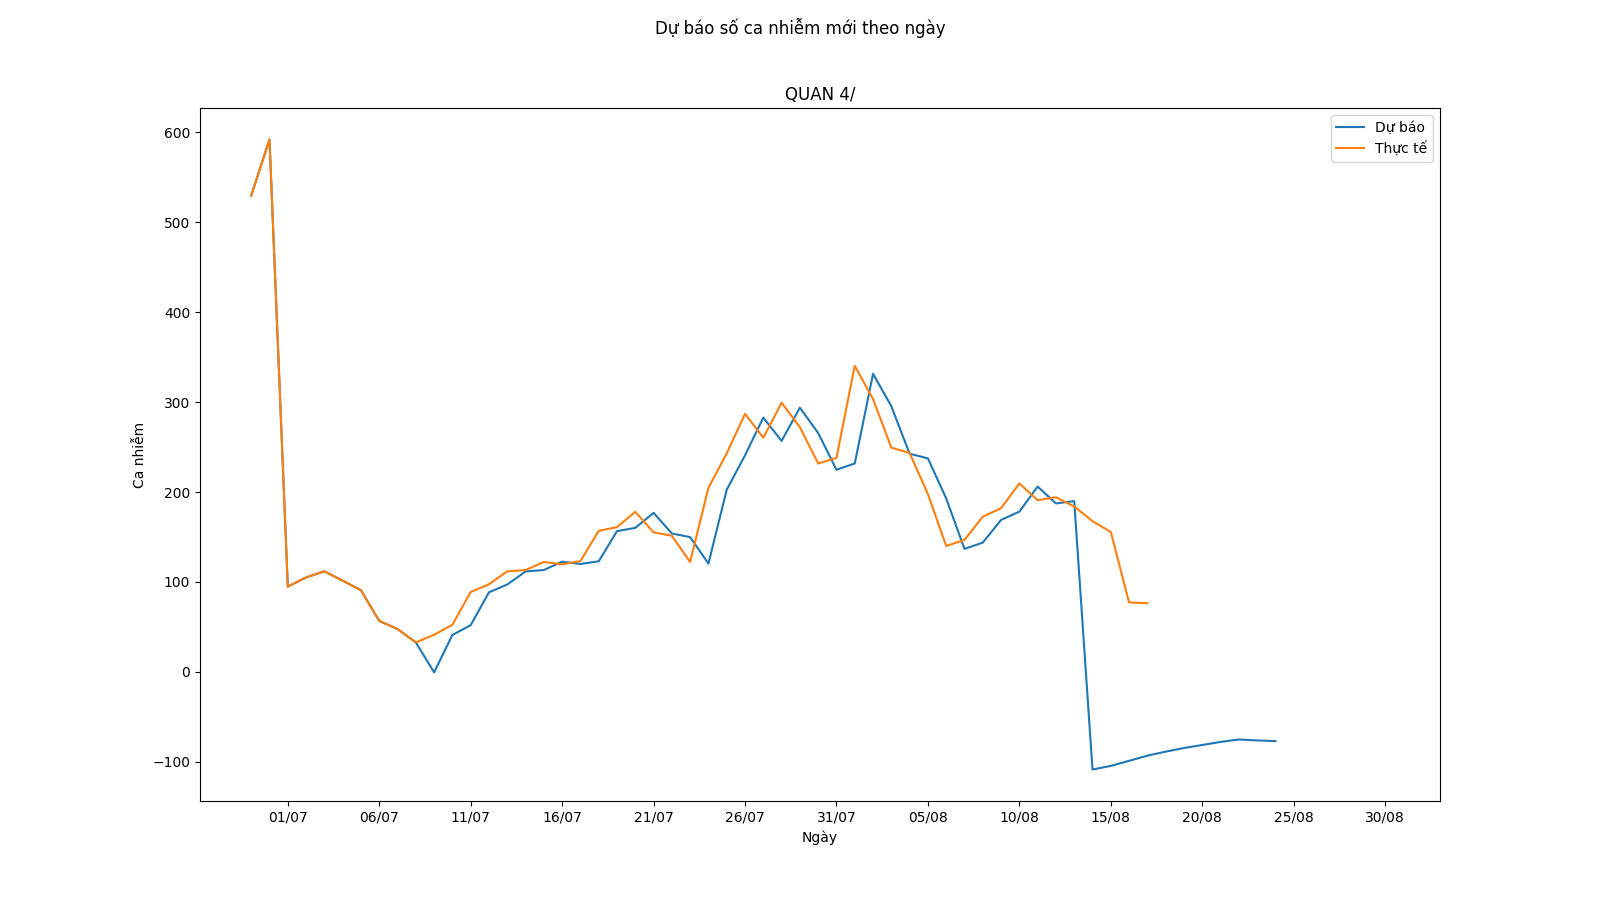 Dự báo số ca nhiễm mới theo ngày
QUAN 4/
Dự báo
Thực tế
600
500
400
300
200
100
0
−100
Ca nhiễm
01/07 06/07 11/07 16/07 21/07 26/07 31/07 05/08 10/08 15/08 20/08 25/08 30/08
Ngày